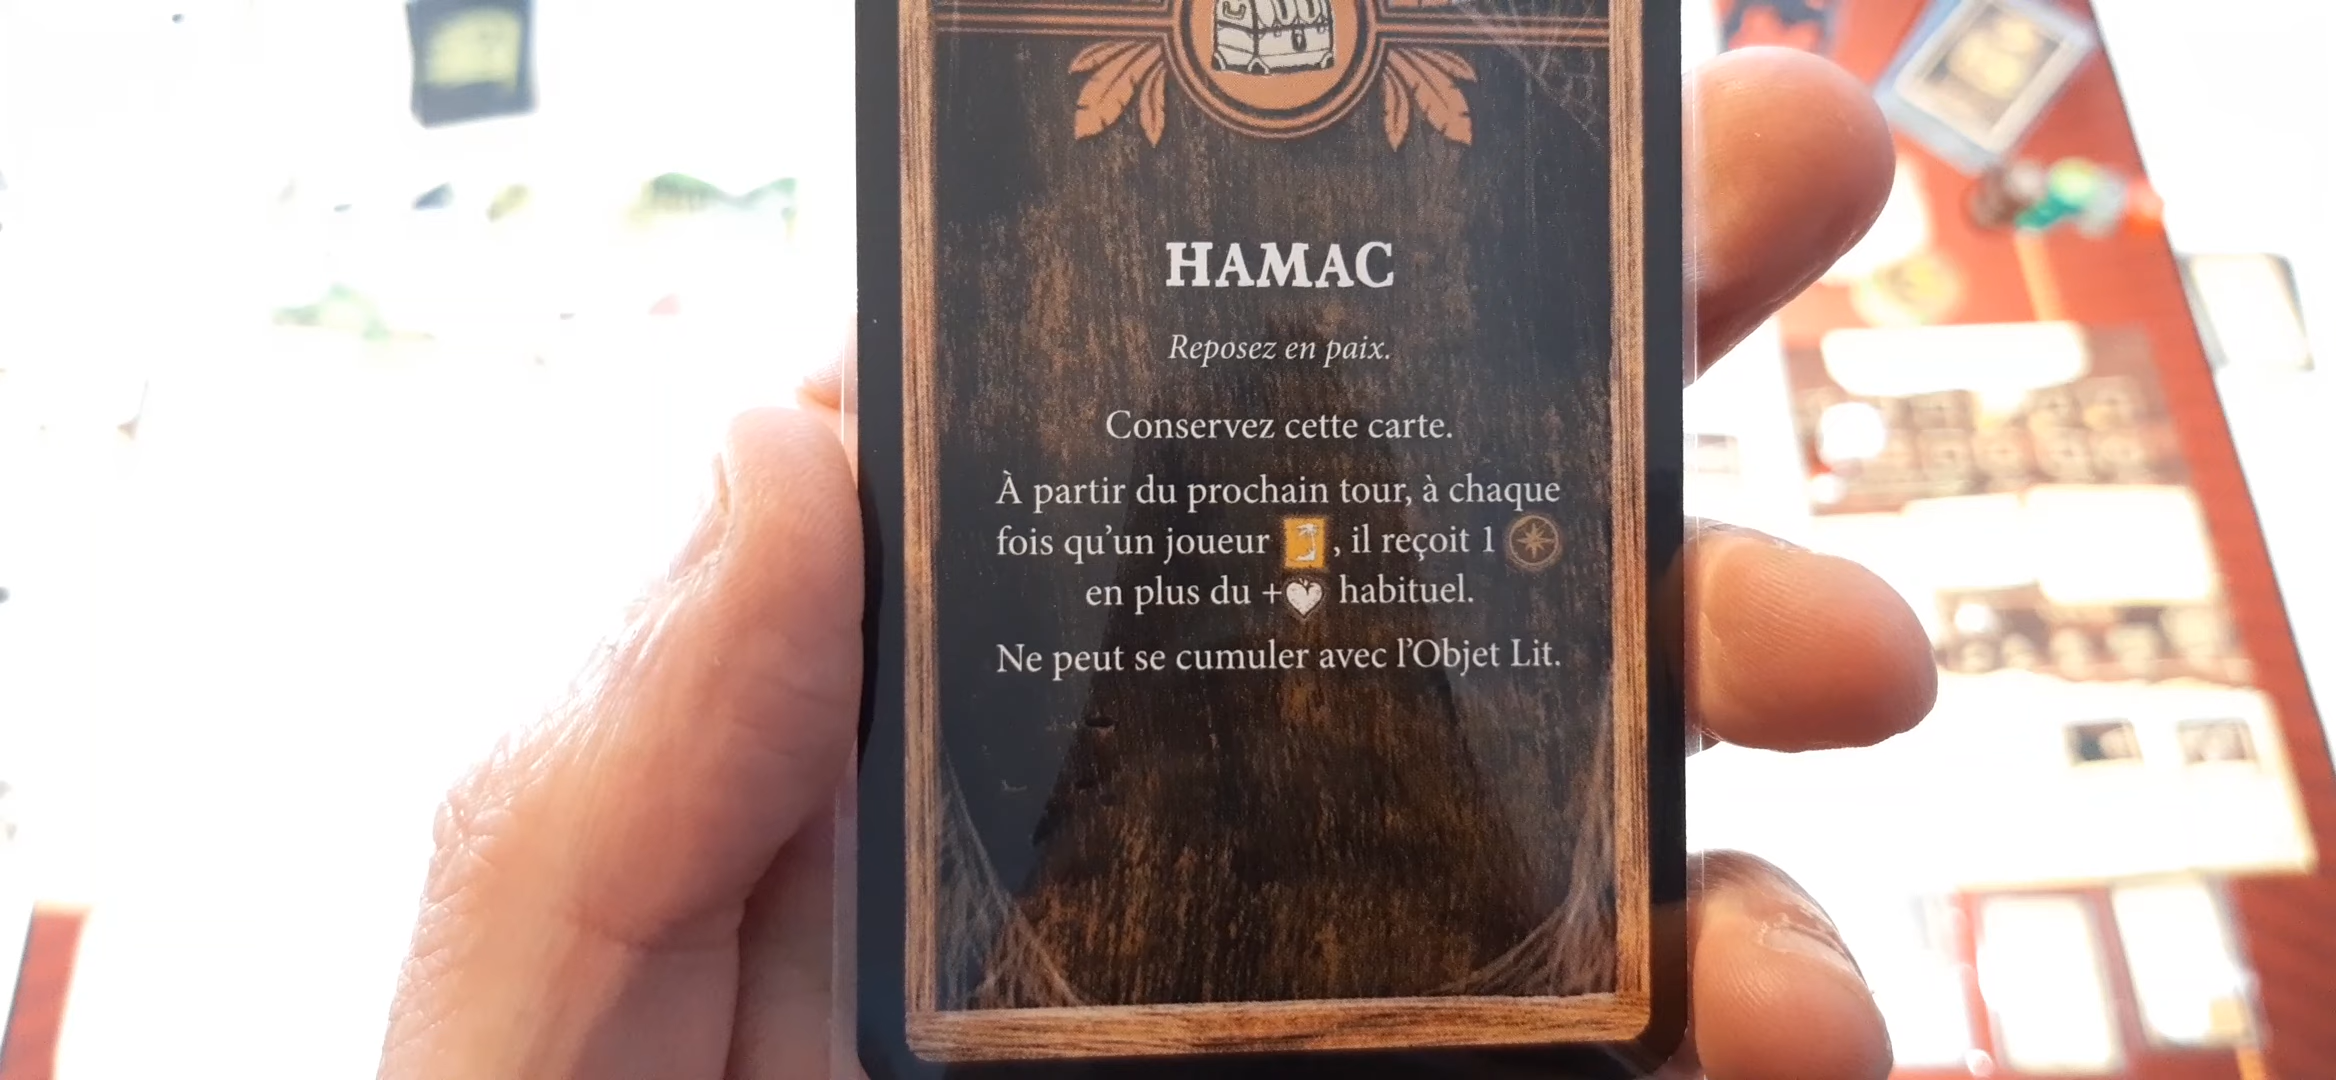 HAMAC
Reposez en paix.
Conservez cette carte.
À partir du prochain tour, à chaque
fois qu'un joueur , il reçoit 1
en plus du + habituel.
Ne peut se cumuler avec l'Objet Lit.